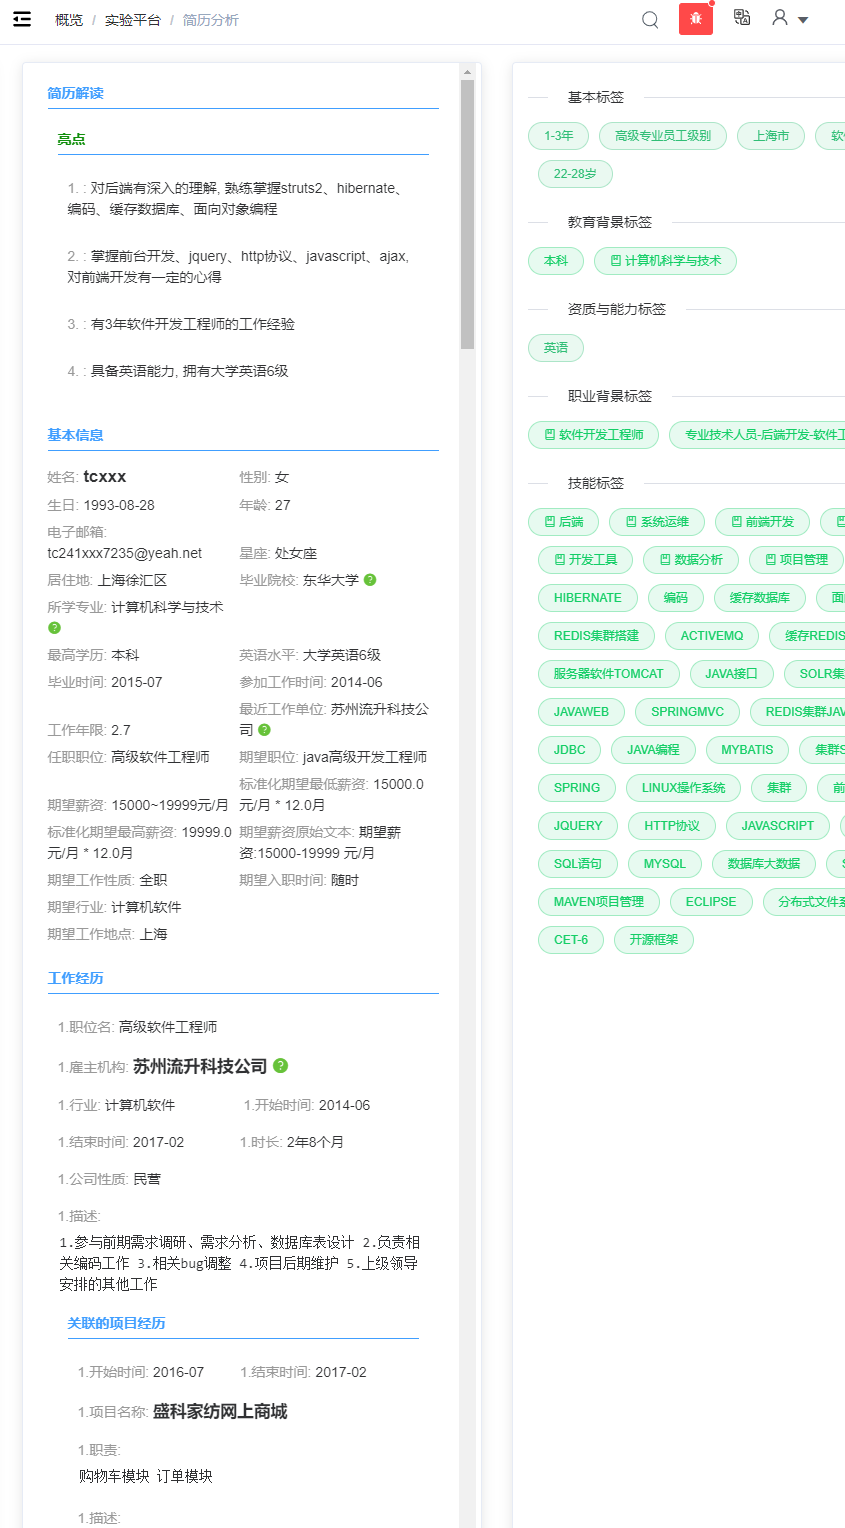 概览 / 实验平台 / 简历分析
简历解读
亮点
1. : 对后端有深入的理解, 熟练掌握struts2、hibernate、
编码、缓存数据库、面向对象编程
2. : 掌握前台开发、jquery、http协议、javascript、ajax,
对前端开发有一定的心得
3. : 有3年软件开发工程师的工作经验
4. : 具备英语能力, 拥有大学英语6级
基本信息
姓名: tcxxx 性别: 女
生日: 1993-08-28 年龄: 27
电子邮箱:
tc241xxx7235@yeah.net 星座: 处女座
居住地: 上海徐汇区 毕业院校: 东华大学 ?
所学专业: 计算机科学与技术
?
最高学历: 本科 英语水平: 大学英语6级
毕业时间: 2015-07 参加工作时间: 2014-06
最近工作单位: 苏州流升科技公
工作年限: 2.7 司 ?
任职职位: 高级软件工程师 期望职位: java高级开发工程师
标准化期望最低薪资: 15000.0
期望薪资: 15000~19999元/月 元/月 * 12.0月
标准化期望最高薪资: 19999.0 期望薪资原始文本: 期望薪
元/月 * 12.0月 资:15000-19999 元/月
期望工作性质: 全职 期望入职时间: 随时
期望行业: 计算机软件
期望工作地点: 上海
工作经历
1.职位名: 高级软件工程师
1.雇主机构: 苏州流升科技公司 ?
1.行业: 计算机软件 1.开始时间: 2014-06
1.结束时间: 2017-02 1.时长: 2年8个月
1.公司性质: 民营
1.描述:
1.参与前期需求调研、需求分析、数据库表设计 2.负责相
关编码工作 3.相关bug调整 4.项目后期维护 5.上级领导
安排的其他工作
关联的项目经历
1.开始时间: 2016-07 1.结束时间: 2017-02
1.项目名称: 盛科家纺网上商城
1.职责:
购物车模块 订单模块
1.描述:
基本标签
1-3年 高级专业员工级别 上海市 软
22-28岁
教育背景标签
本科 计算机科学与技术
资质与能力标签
英语
职业背景标签
软件开发工程师 专业技术人员-后端开发-软件工
技能标签
后端 系统运维 前端开发
开发工具 数据分析 项目管理
HIBERNATE 编码 缓存数据库 面
REDIS集群搭建 ACTIVEMQ 缓存REDIS
服务器软件TOMCAT JAVA接口 SOLR集
JAVAWEB SPRINGMVC REDIS集群JAV
JDBC JAVA编程 MYBATIS 集群S
SPRING LINUX操作系统 集群 前
JQUERY HTTP协议 JAVASCRIPT
SQL语句 MYSQL 数据库大数据 S
MAVEN项目管理 ECLIPSE 分布式文件系
CET-6 开源框架